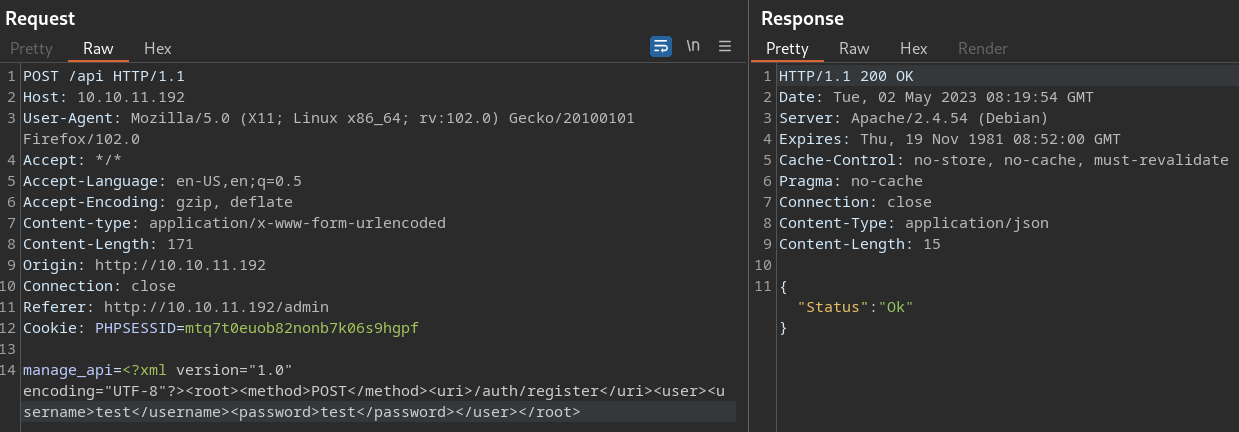 Request
Pretty Raw Hex
\n
1 POST /api HTTP/1.1
2 Host: 10.10.11.192
3 User-Agent: Mozilla/5.0 (X11; Linux x86_64; rv:102.0) Gecko/20100101
Firefox/102.0
4 Accept: */*
5 Accept-Language: en-US,en;q=0.5
6 Accept-Encoding: gzip, deflate
7 Content-type: application/x-www-form-urlencoded
8 Content-Length: 171
9 Origin: http://10.10.11.192
10 Connection: close
11 Referer: http://10.10.11.192/admin
12 Cookie: PHPSESSID=mtq7t0euob82nonb7k06s9hgpf
13
14 manage_api=<?xml version="1.0"
encoding="UTF-8"?><root><method>POST</method><uri>/auth/register</uri><user><u
sername>test</username><password>test</password></user></root>
Response
Pretty Raw Hex Render
1 HTTP/1.1 200 OK
2 Date: Tue, 02 May 2023 08:19:54 GMT
3 Server: Apache/2.4.54 (Debian)
4 Expires: Thu, 19 Nov 1981 08:52:00 GMT
5 Cache-Control: no-store, no-cache, must-revalidate
6 Pragma: no-cache
7 Connection: close
8 Content-Type: application/json
9 Content-Length: 15
10
11 {
"Status":"Ok"
}